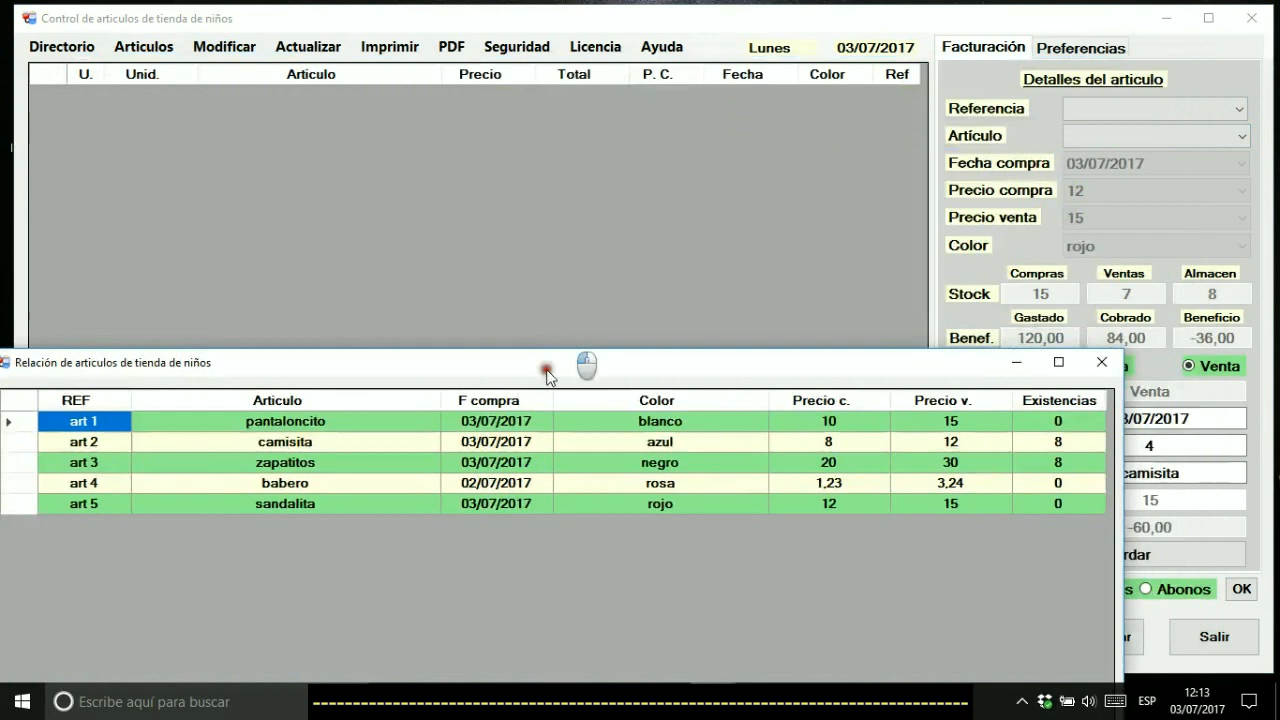 Control de articulos de tienda de niños
Directorio Articulos Modificar Actualizar Imprimir PDF Seguridad Licencia Ayuda Lunes 03/07/2017
Facturación Preferencias
U. Unid. Articulo Precio Total P. C. Fecha Color Ref
Detalles del articulo
Referencia
Artículo
Fecha compra 03/07/2017
Precio compra 12
Precio venta 15
Color rojo
Compras Ventas Almacen
Stock 15 7 8
Gastado Cobrado Beneficio
Benef. 120,00 84,00 -36,00
a Venta
Venta
3/07/2017
4
camisita
15
-60,00
rdar
s Abonos OK
ar Salir
Relación de articulos de tienda de niños
REF Articulo F compra Color Precio c. Precio v. Existencias
art 1 pantaloncito 03/07/2017 blanco 10 15 0
art 2 camisita 03/07/2017 azul 8 12 8
art 3 zapatitos 03/07/2017 negro 20 30 8
art 4 babero 02/07/2017 rosa 1,23 3,24 0
art 5 sandalita 03/07/2017 rojo 12 15 0
Escribe aquí para buscar
ESP
12:13
03/07/2017